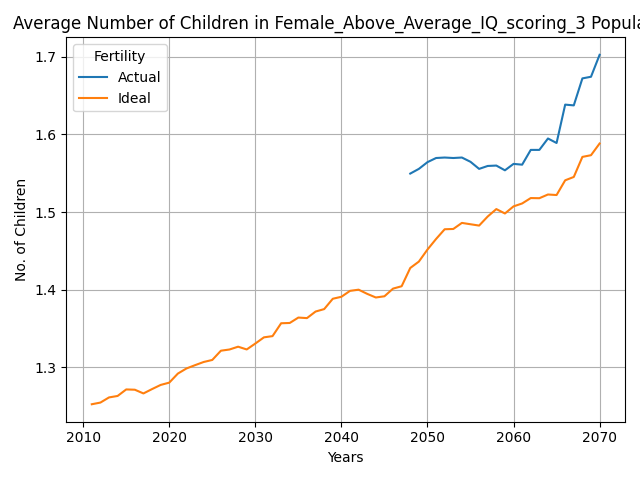 Average Number of Children in Female_Above_Average_IQ_scoring_3 Popula
Fertility
Actual
Ideal
1.7
1.6
1.5
1.4
1.3
No. of Children
2010 2020 2030 2040 2050 2060 2070
Years